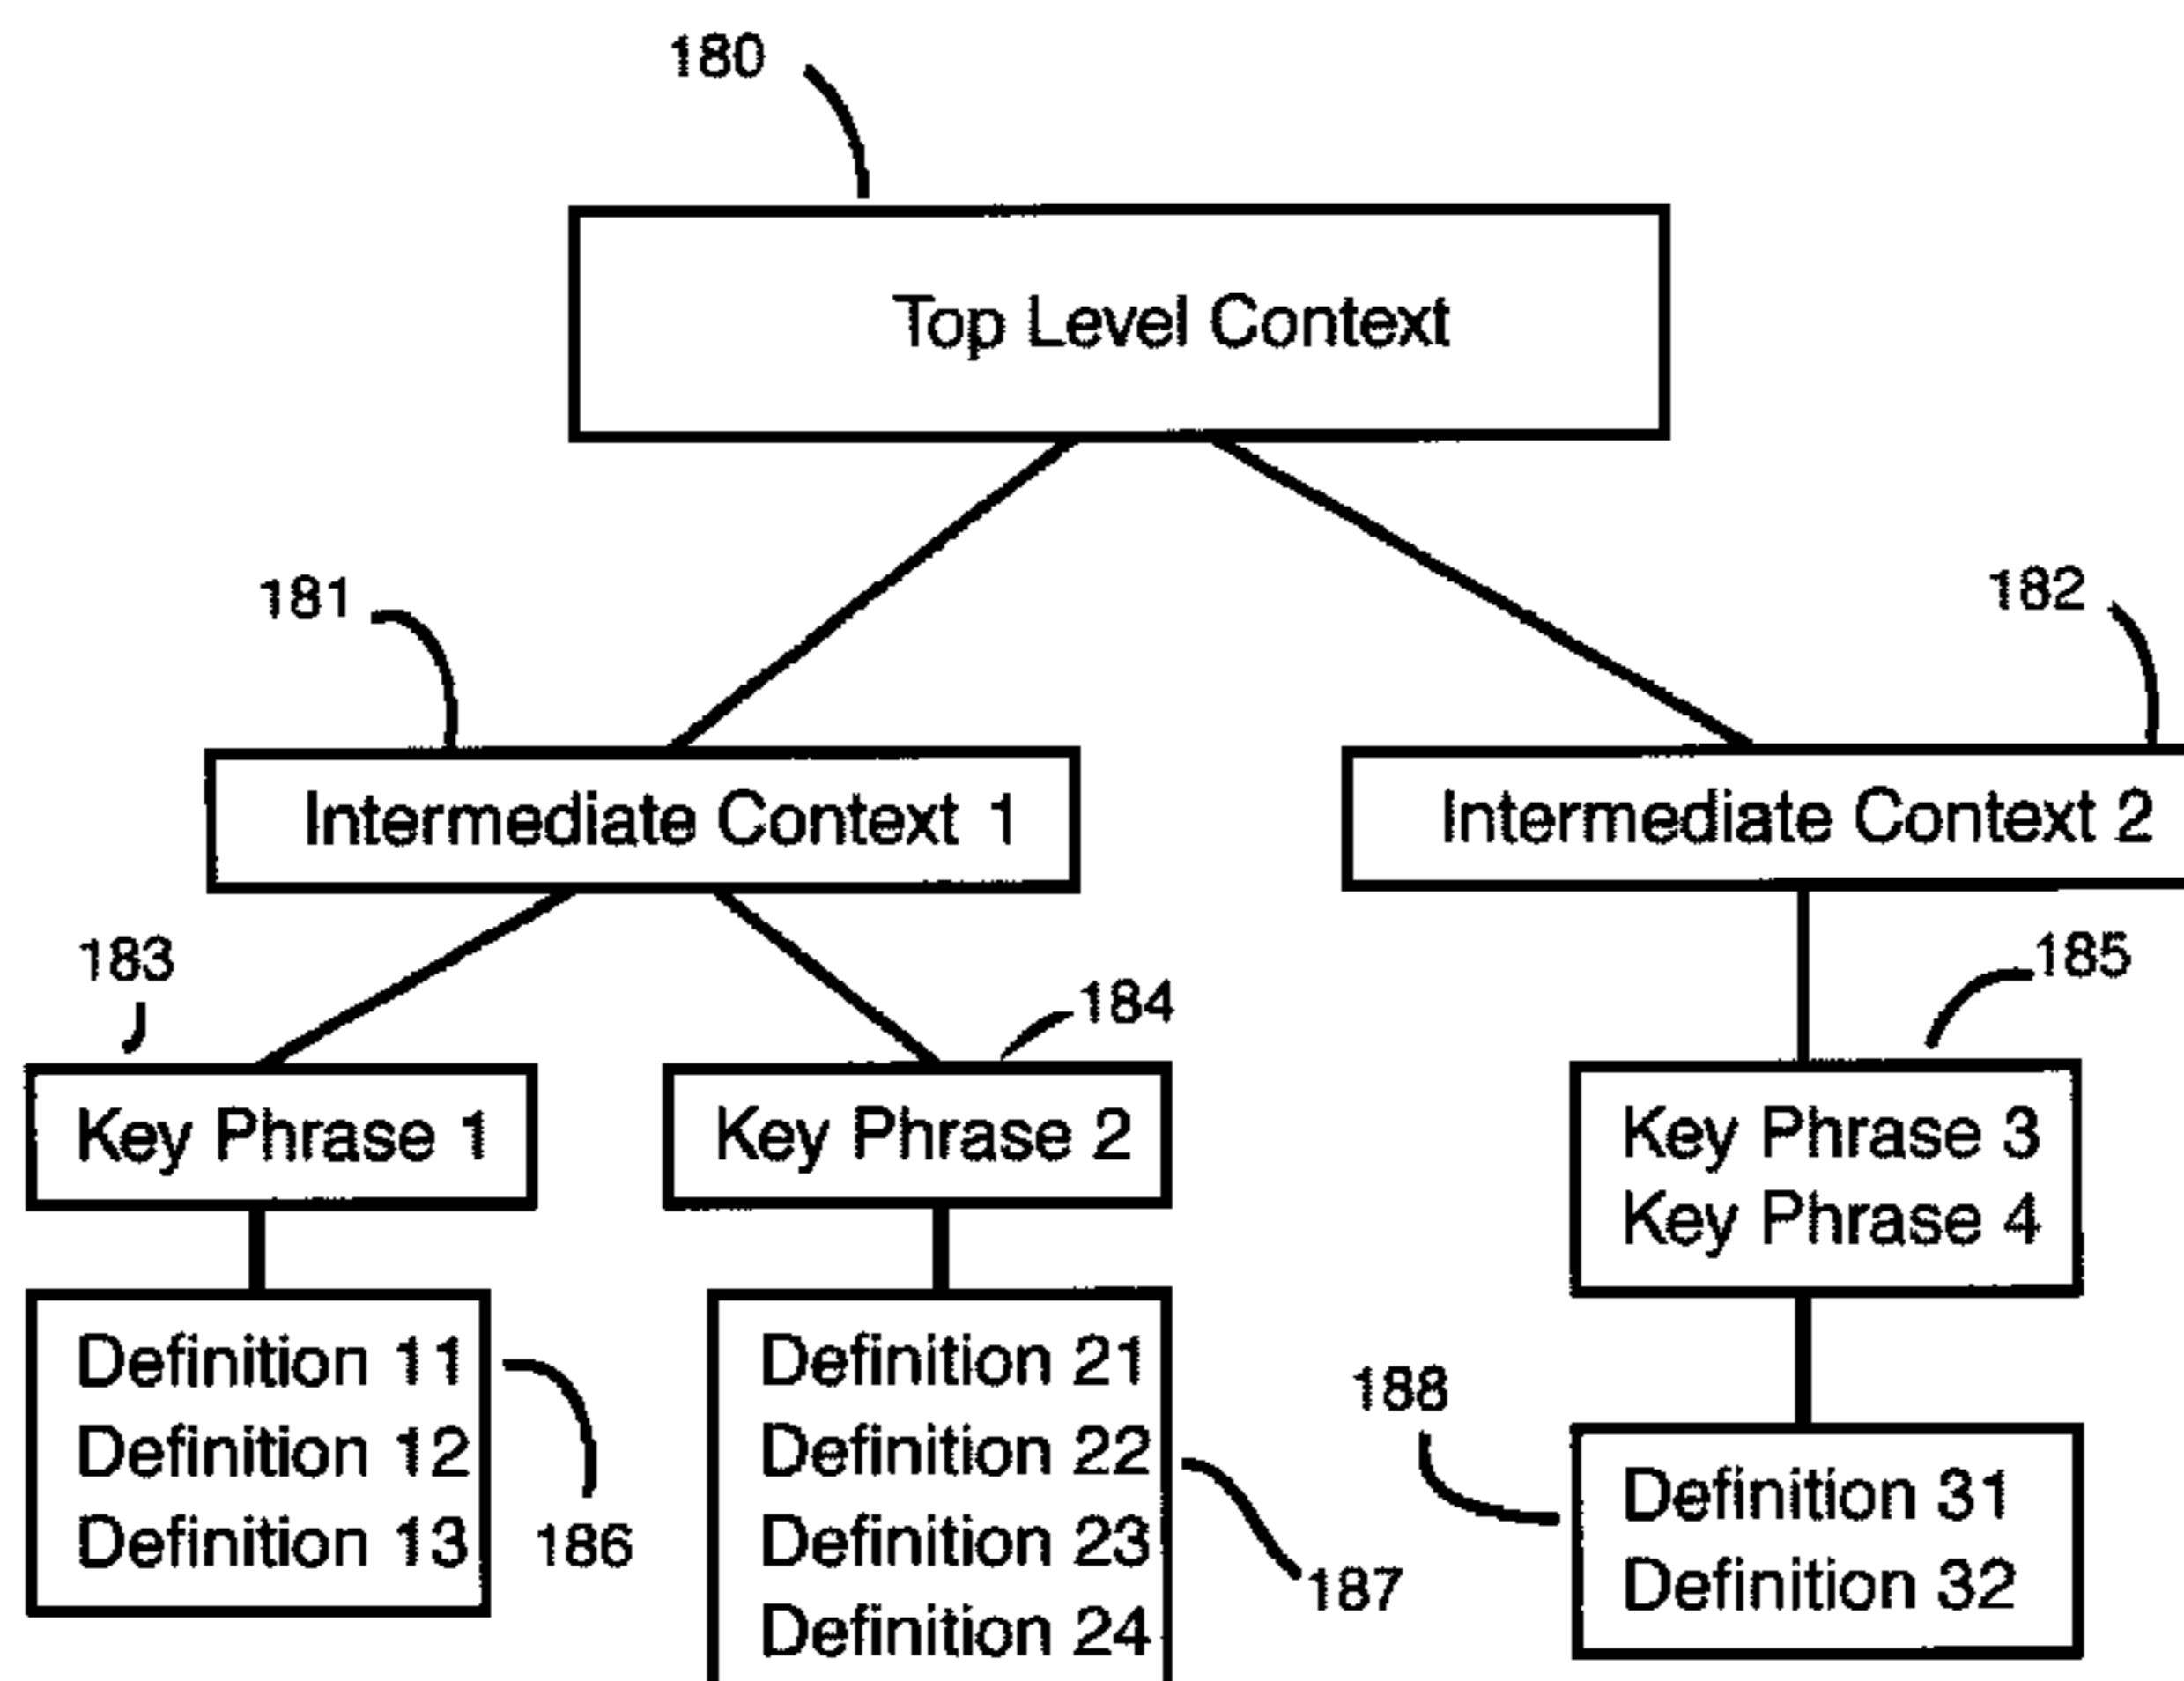 180
Top Level Context
181
182
Intermediate Context 1
Intermediate Context 2
183
184
185
Key Phrase 1
Key Phrase 2
Key Phrase 3
Key Phrase 4
Definition 11
Definition 12
Definition 13
186
Definition 21
Definition 22
Definition 23
Definition 24
187
188
Definition 31
Definition 32